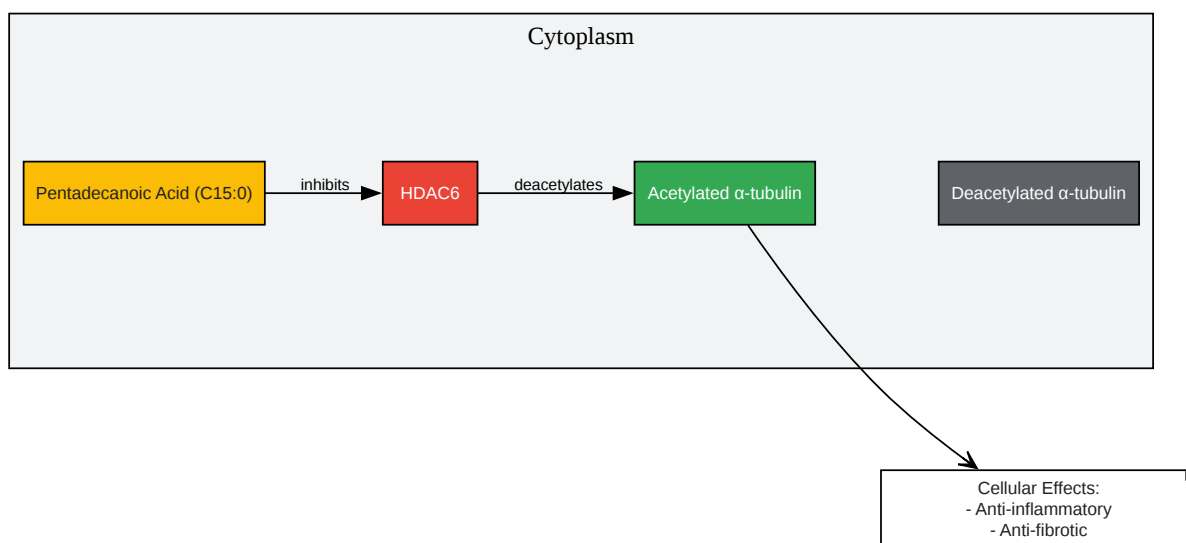 Cytoplasm
Pentadecanoic Acid (C15:0)
inhibits
HDAC6
deacetylates
Acetylated α-tubulin
Deacetylated α-tubulin
Cellular Effects:
- Anti-inflammatory
- Anti-fibrotic